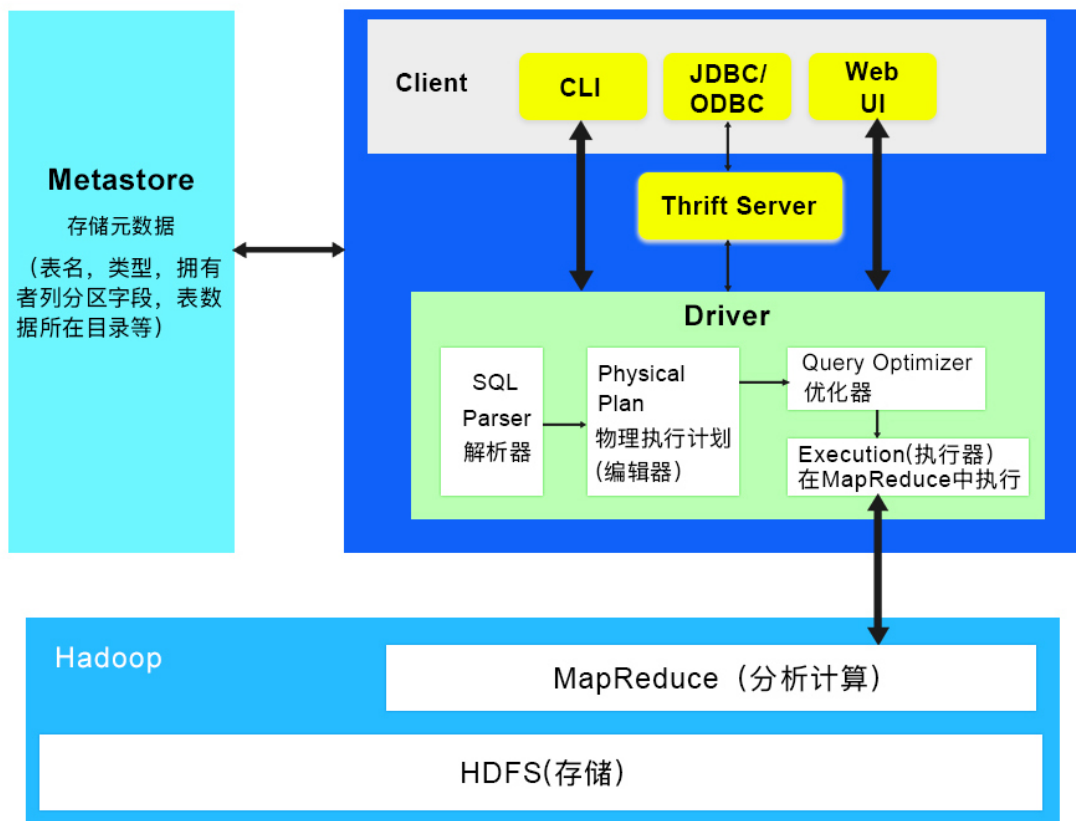 Metastore
存储元数据
（表名，类型，拥有
者列分区字段，表数
据所在目录等）
Client
CLI
JDBC/
ODBC
Web
UI
Thrift Server
Driver
SQL
Parser
解析器
Physical
Plan
物理执行计划
(编辑器）
Query Optimizer
优化器
Execution(执行器）
在MapReduce中执行
Hadoop
MapReduce（分析计算）
HDFS(存储）